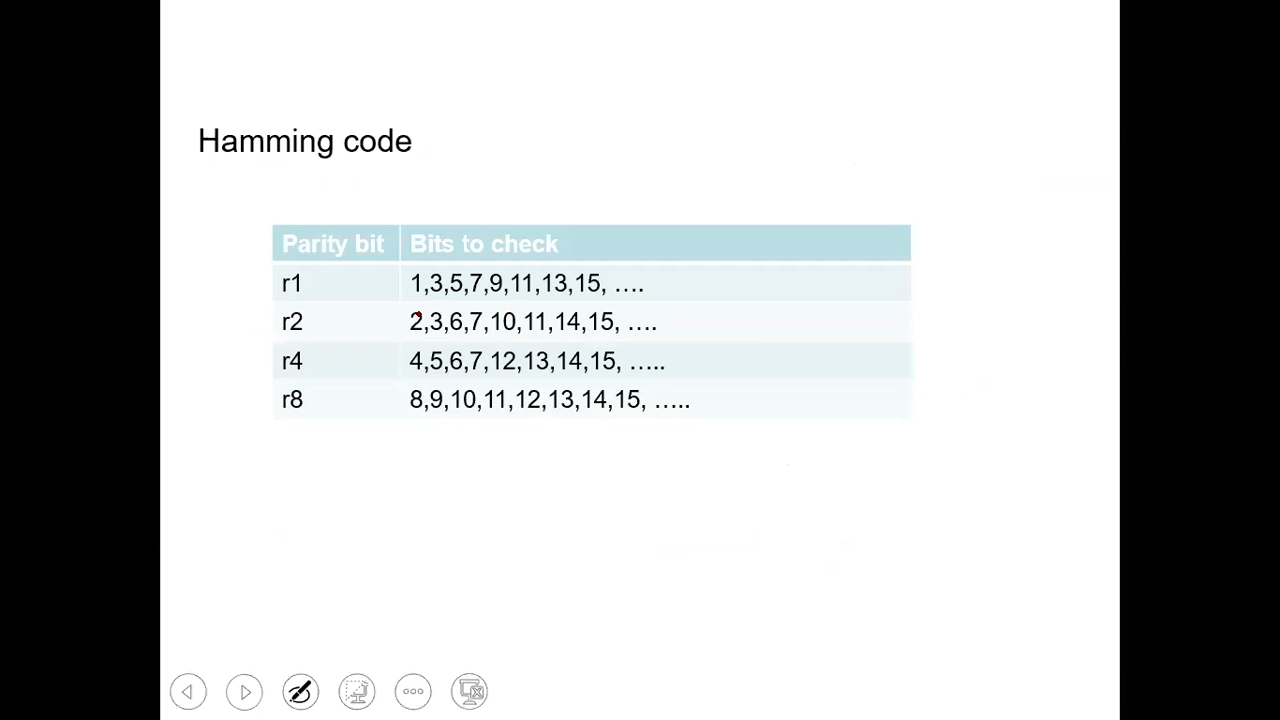 Hamming code
Parity bit Bits to check
r1 1,3,5,7,9,11,13,15, ....
r2 2,3,6,7,10,11,14,15, ....
r4 4,5,6,7,12,13,14,15, .....
r8 8,9,10,11,12,13,14,15, .....